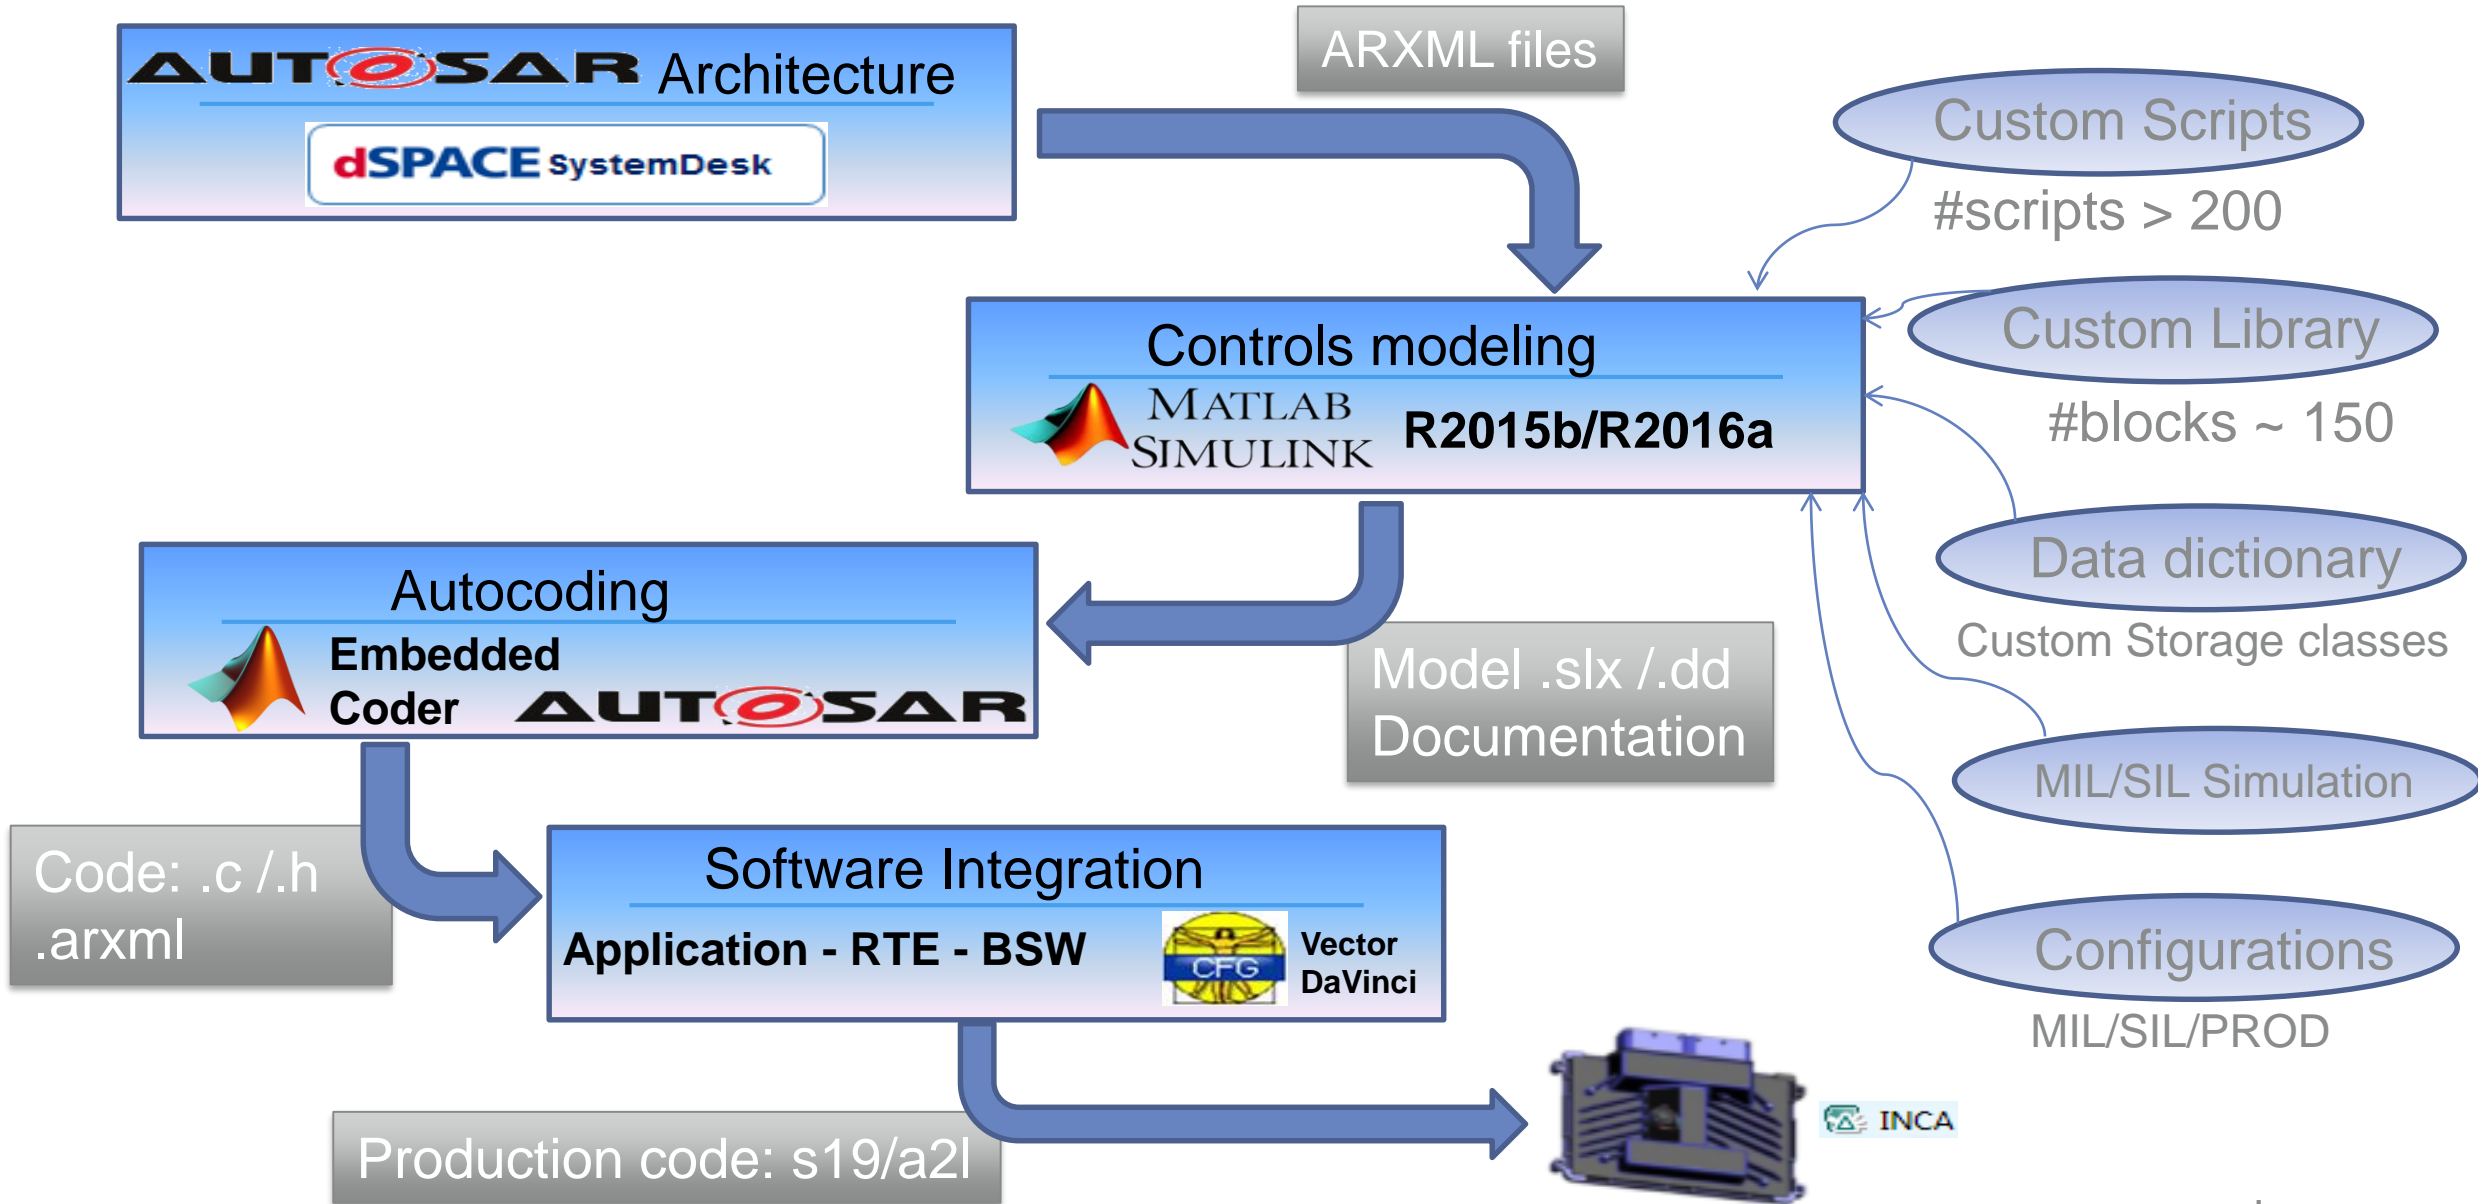 AUTOSAR Architecture
dSPACE SystemDesk
ARXML files
Custom Scripts
#scripts > 200
Controls modeling
MATLAB
SIMULINK
R2015b/R2016a
Custom Library
#blocks ~ 150
Data dictionary
Custom Storage classes
Autocoding
Embedded
Coder
AUTOSAR
Model .slx /.dd
Documentation
MIL/SIL Simulation
Code: .c /.h
.arxml
Software Integration
Application - RTE - BSW
CFG
Vector
DaVinci
Configurations
MIL/SIL/PROD
INCA
Production code: s19/a2l